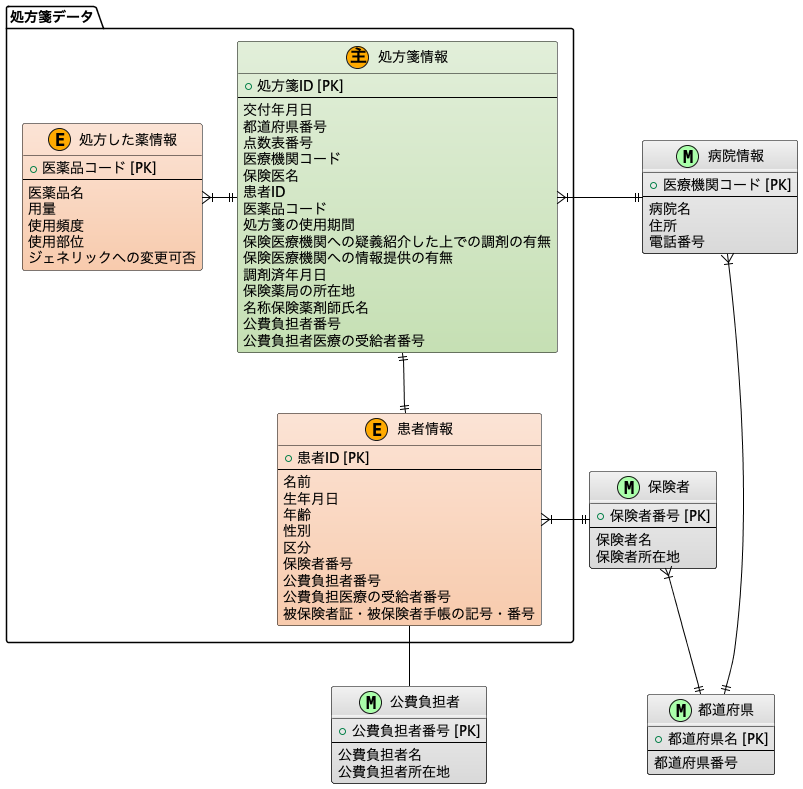 処方箋データ
主 処方箋情報
処方箋ID [PK]
交付年月日
都道府県番号
点数表番号
医療機関コード
保険医名
患者ID
医薬品コード
処方箋の使用期間
保険医療機関への疑義紹介した上での調剤の有無
保険医療機関への情報提供の有無
調剤済年月日
保険薬局の所在地
名称保険薬剤師氏名
公費負担者番号
公費負担者医療の受給者番号
E 処方した薬情報
医薬品コード [PK]
医薬品名
用量
使用頻度
使用部位
ジェネリックへの変更可否
M 病院情報
医療機関コード [PK]
病院名
住所
電話番号
E 患者情報
患者ID [PK]
名前
生年月日
年齢
性別
区分
保険者番号
公費負担者番号
公費負担医療の受給者番号
被保険者証・被保険者手帳の記号・番号
M 保険者
保険者番号 [PK]
保険者名
保険者所在地
M 公費負担者
公費負担者番号 [PK]
公費負担者名
公費負担者所在地
M 都道府県
都道府県名 [PK]
都道府県番号